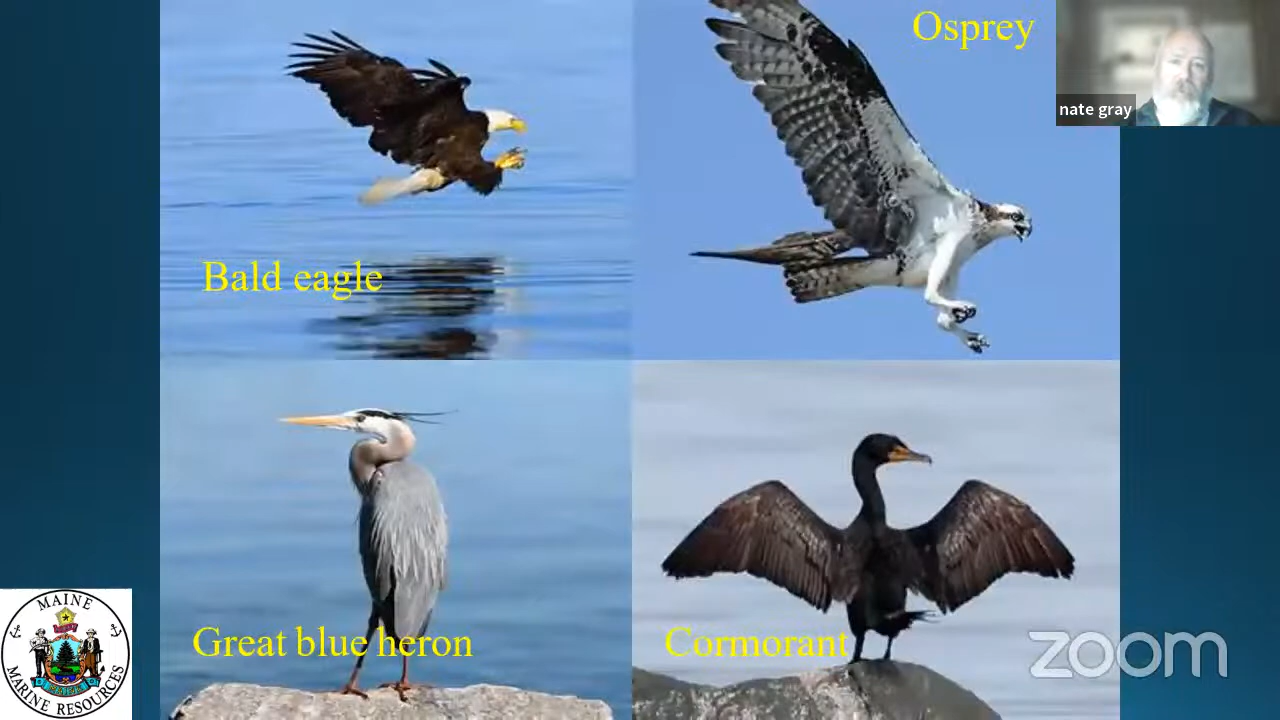 Osprey
nate gray
Bald eagle
Great blue heron
Cormorant
zoom
MAINE
MARINE RESOURCES